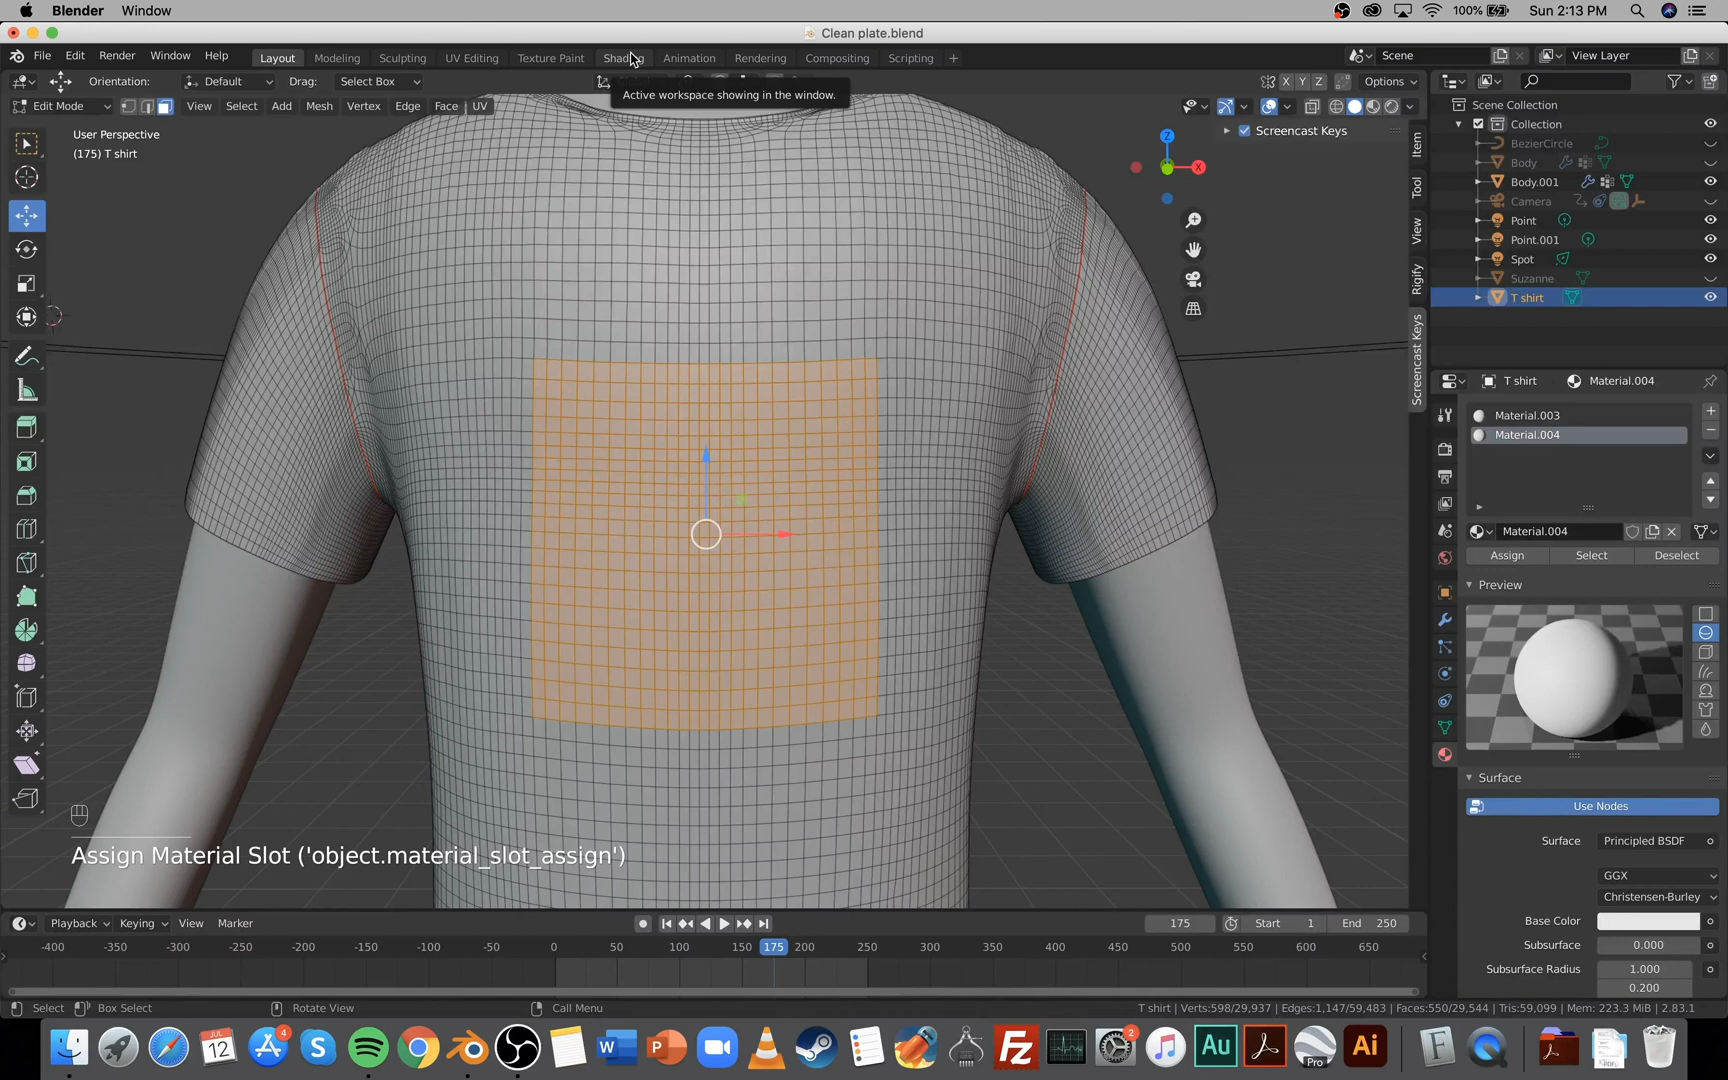 Blender Window 100% Sun 2:13 PM
Clean plate.blend
File Edit Render Window Help Layout Modeling Sculpting UV Editing Texture Paint Shading Animation Rendering Compositing Scripting + Scene View Layer
Orientation: Default Drag: Select Box Options
X Y Z
Active workspace showing in the window.
Edit Mode View Select Add Mesh Vertex Edge Face UV
User Perspective
(175) T shirt
Screencast Keys
Z
X
Item
Tool
View
Rigify
Screencast Keys
Scene Collection
Collection
BezierCircle
Body
Body.001
Camera
Point
Point.001
Spot
Suzanne
T shirt
T shirt Material.004
Material.003
Material.004
Material.004
Assign Select Deselect
Preview
Surface
Use Nodes
Surface Principled BSDF
GGX
Christensen-Burley
Base Color
Subsurface 0.000
Subsurface Radius 1.000
0.200
Assign Material Slot ('object.material_slot_assign')
Playback Keying View Marker 175 Start 1 End 250
-400 -350 -300 -250 -200 -150 -100 -50 0 50 100 150 175 200 250 300 350 400 450 500 550 600 650
Select Box Select Rotate View Call Menu T shirt | Verts:598/29,937 | Edges:1,147/59,483 | Faces:550/29,544 | Tris:59,099 | Mem: 223.3 MiB | 2.83.1
JUL
12
4
S
W
P
Fz
2
Pro
Au
Ai
F